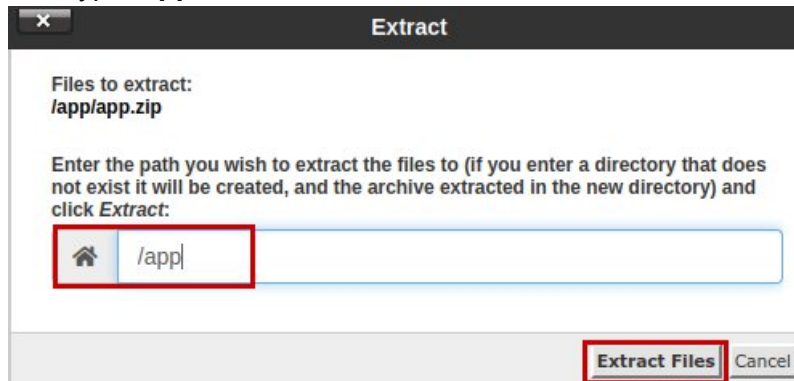 Extract
Files to extract:
/app/app.zip
Enter the path you wish to extract the files to (if you enter a directory that does
not exist it will be created, and the archive extracted in the new directory) and
click Extract:
/app
Extract Files Cancel